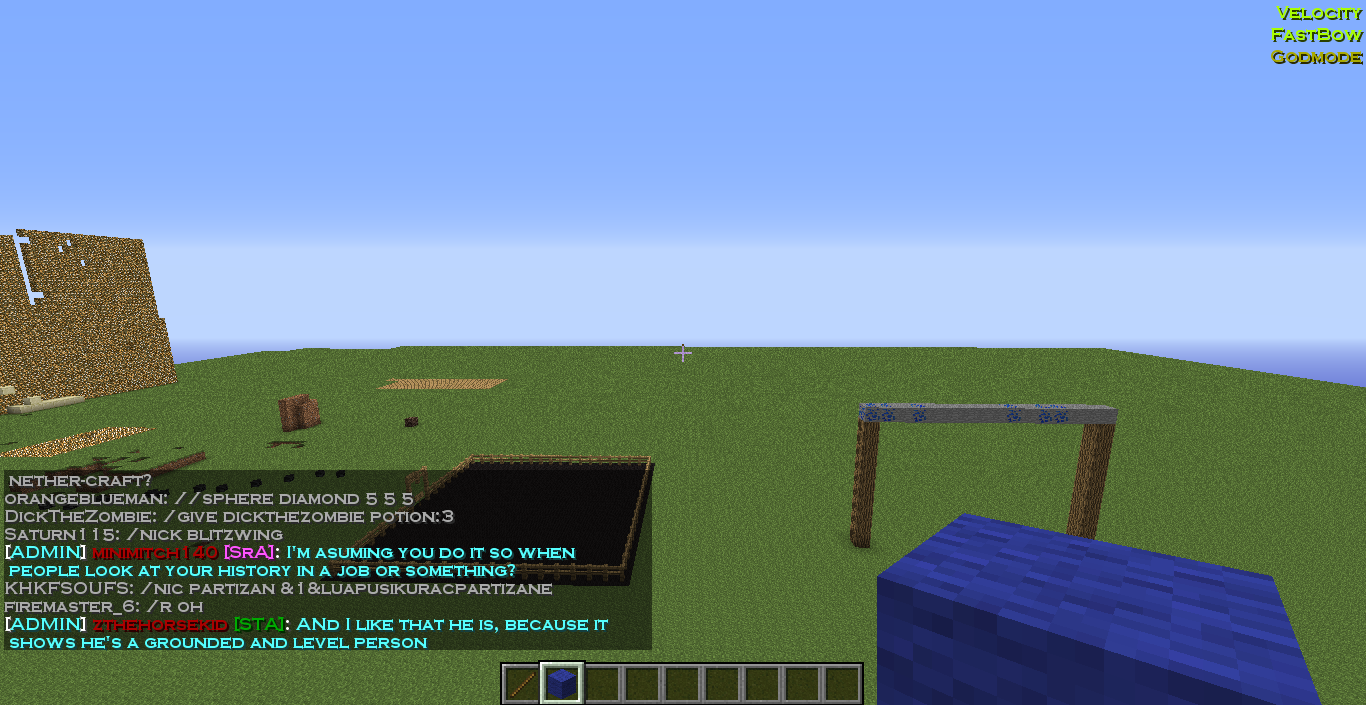 Velocity
FastBow
Godmode
nether-craft?
orangeblueman: //sphere diamond 5 5 5
DickTheZombie: /give dickthezombie potion:3
Saturn115: /nick blitzwing
[ADMIN] minimitch140 [SrA]: I'm asuming you do it so when
people look at your history in a job or something?
KHKFSOUFS: /nic partizan &1&luapusikuracpartizane
firemaster_6: /r oh
[ADMIN] zthehorsekid [STA]: And I like that he is, because it
shows he's a grounded and level person